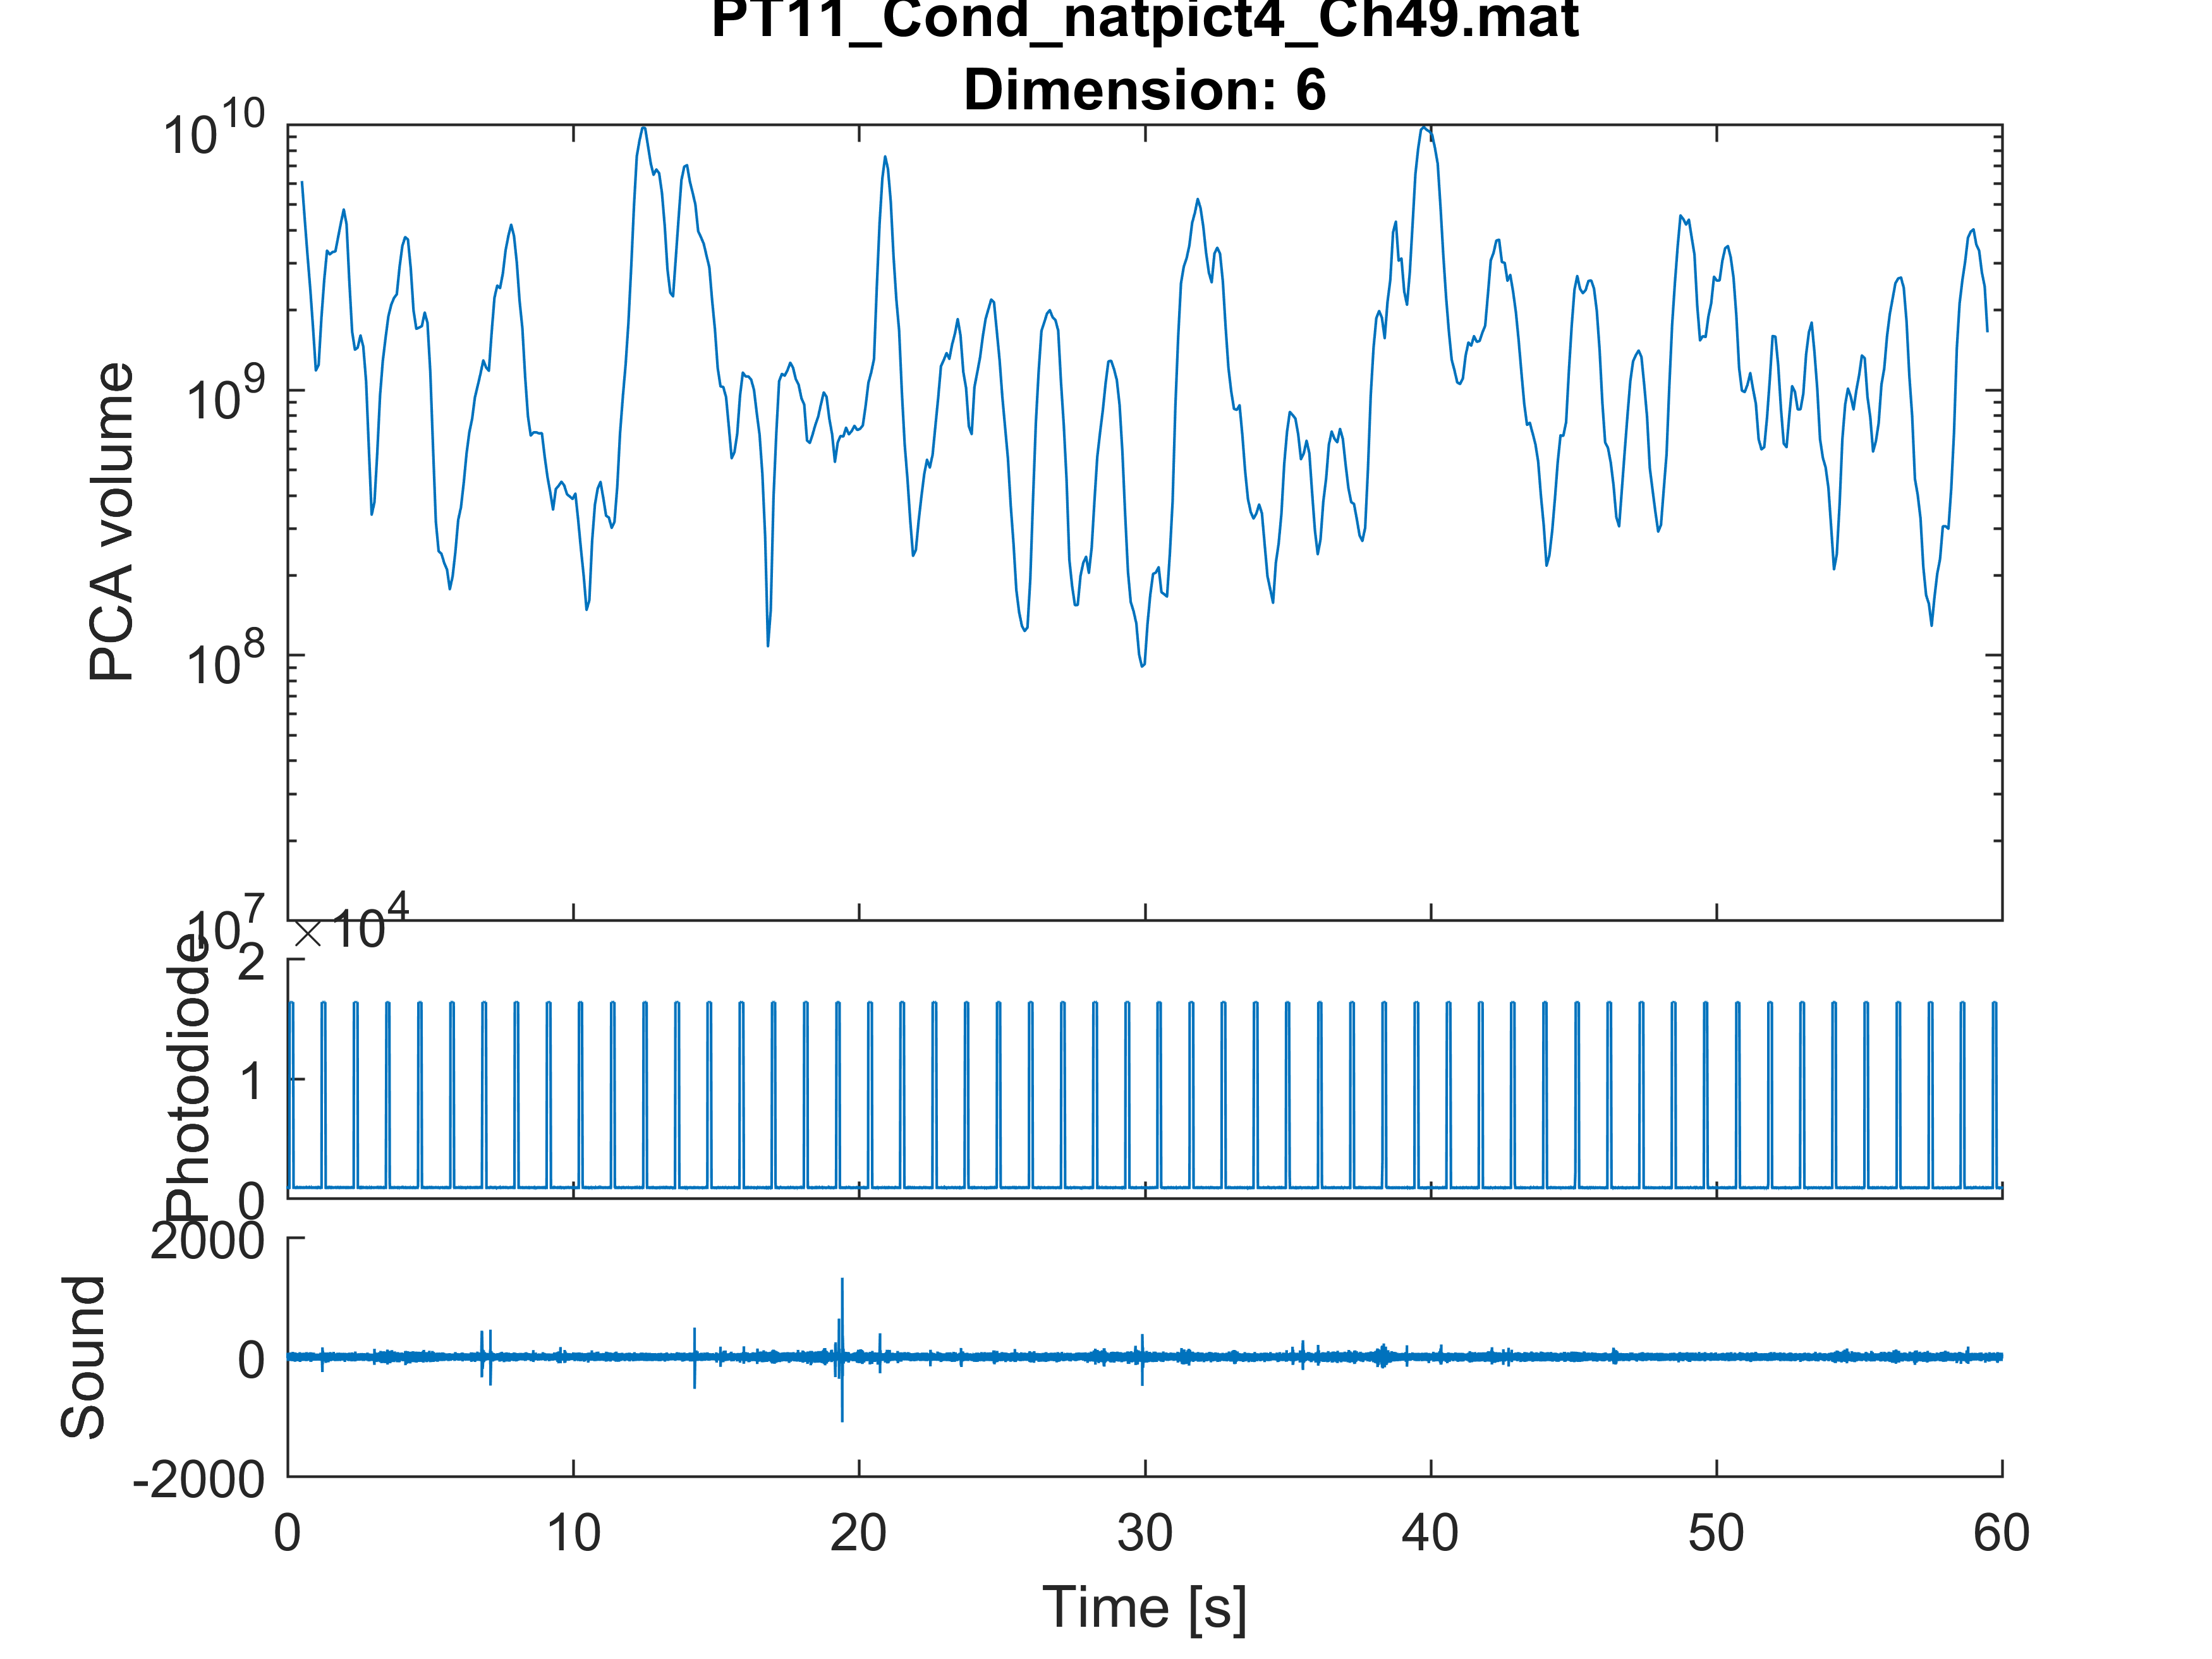 PT11_Cond_natpict4_Ch49.mat
Dimension: 6
10^10
10^9
10^8
10^7
PCA volume
× 10^4
2
1
0
Photodiode
2000
0
-2000
Sound
0 10 20 30 40 50 60
Time [s]